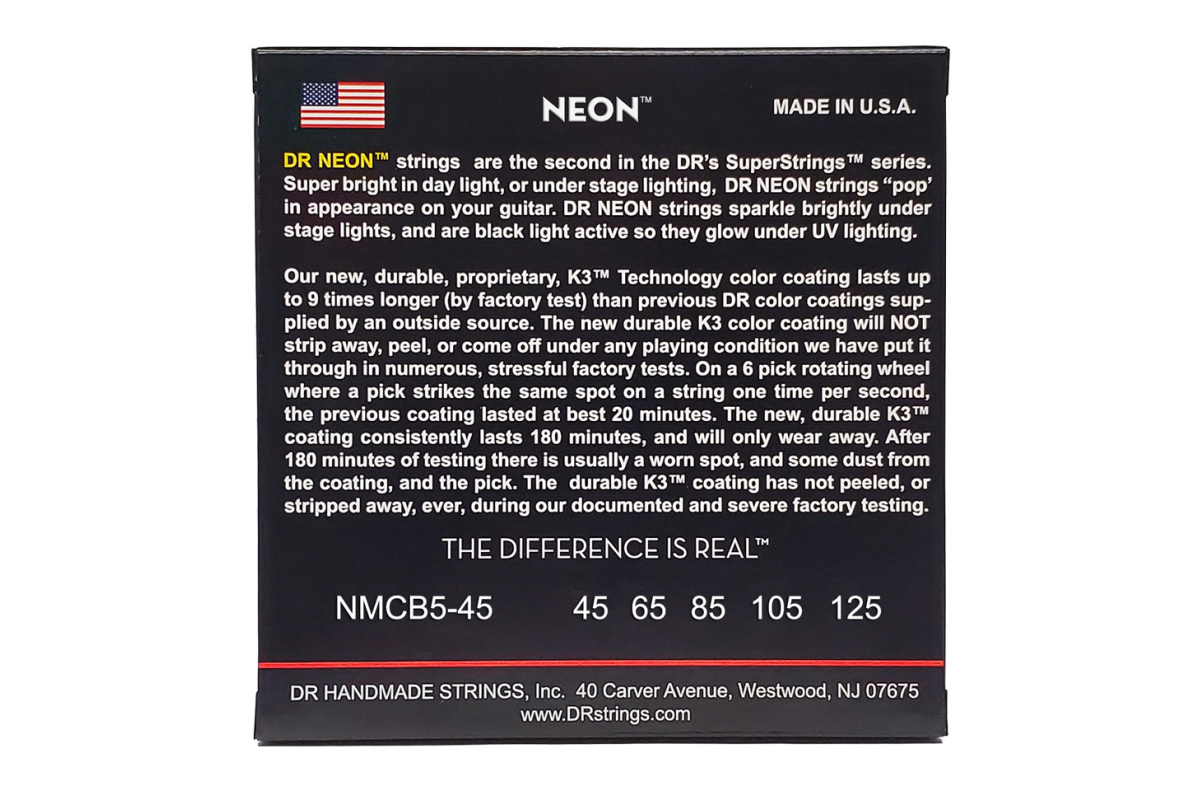 NEON™
MADE IN U.S.A.
DR NEON™ strings are the second in the DR's SuperStrings™ series.
Super bright in day light, or under stage lighting, DR NEON strings “pop’
in appearance on your guitar. DR NEON strings sparkle brightly under
stage lights, and are black light active so they glow under UV lighting.
Our new, durable, proprietary, K3™ Technology color coating lasts up
to 9 times longer (by factory test) than previous DR color coatings sup-
plied by an outside source. The new durable K3 color coating will NOT
strip away, peel, or come off under any playing condition we have put it
through in numerous, stressful factory tests. On a 6 pick rotating wheel
where a pick strikes the same spot on a string one time per second,
the previous coating lasted at best 20 minutes. The new, durable K3™
coating consistently lasts 180 minutes, and will only wear away. After
180 minutes of testing there is usually a worn spot, and some dust from
the coating, and the pick. The durable K3™ coating has not peeled, or
stripped away, ever, during our documented and severe factory testing.
THE DIFFERENCE IS REAL™
NMCB5-45 45 65 85 105 125
DR HANDMADE STRINGS, Inc. 40 Carver Avenue, Westwood, NJ 07675
www.DRstrings.com